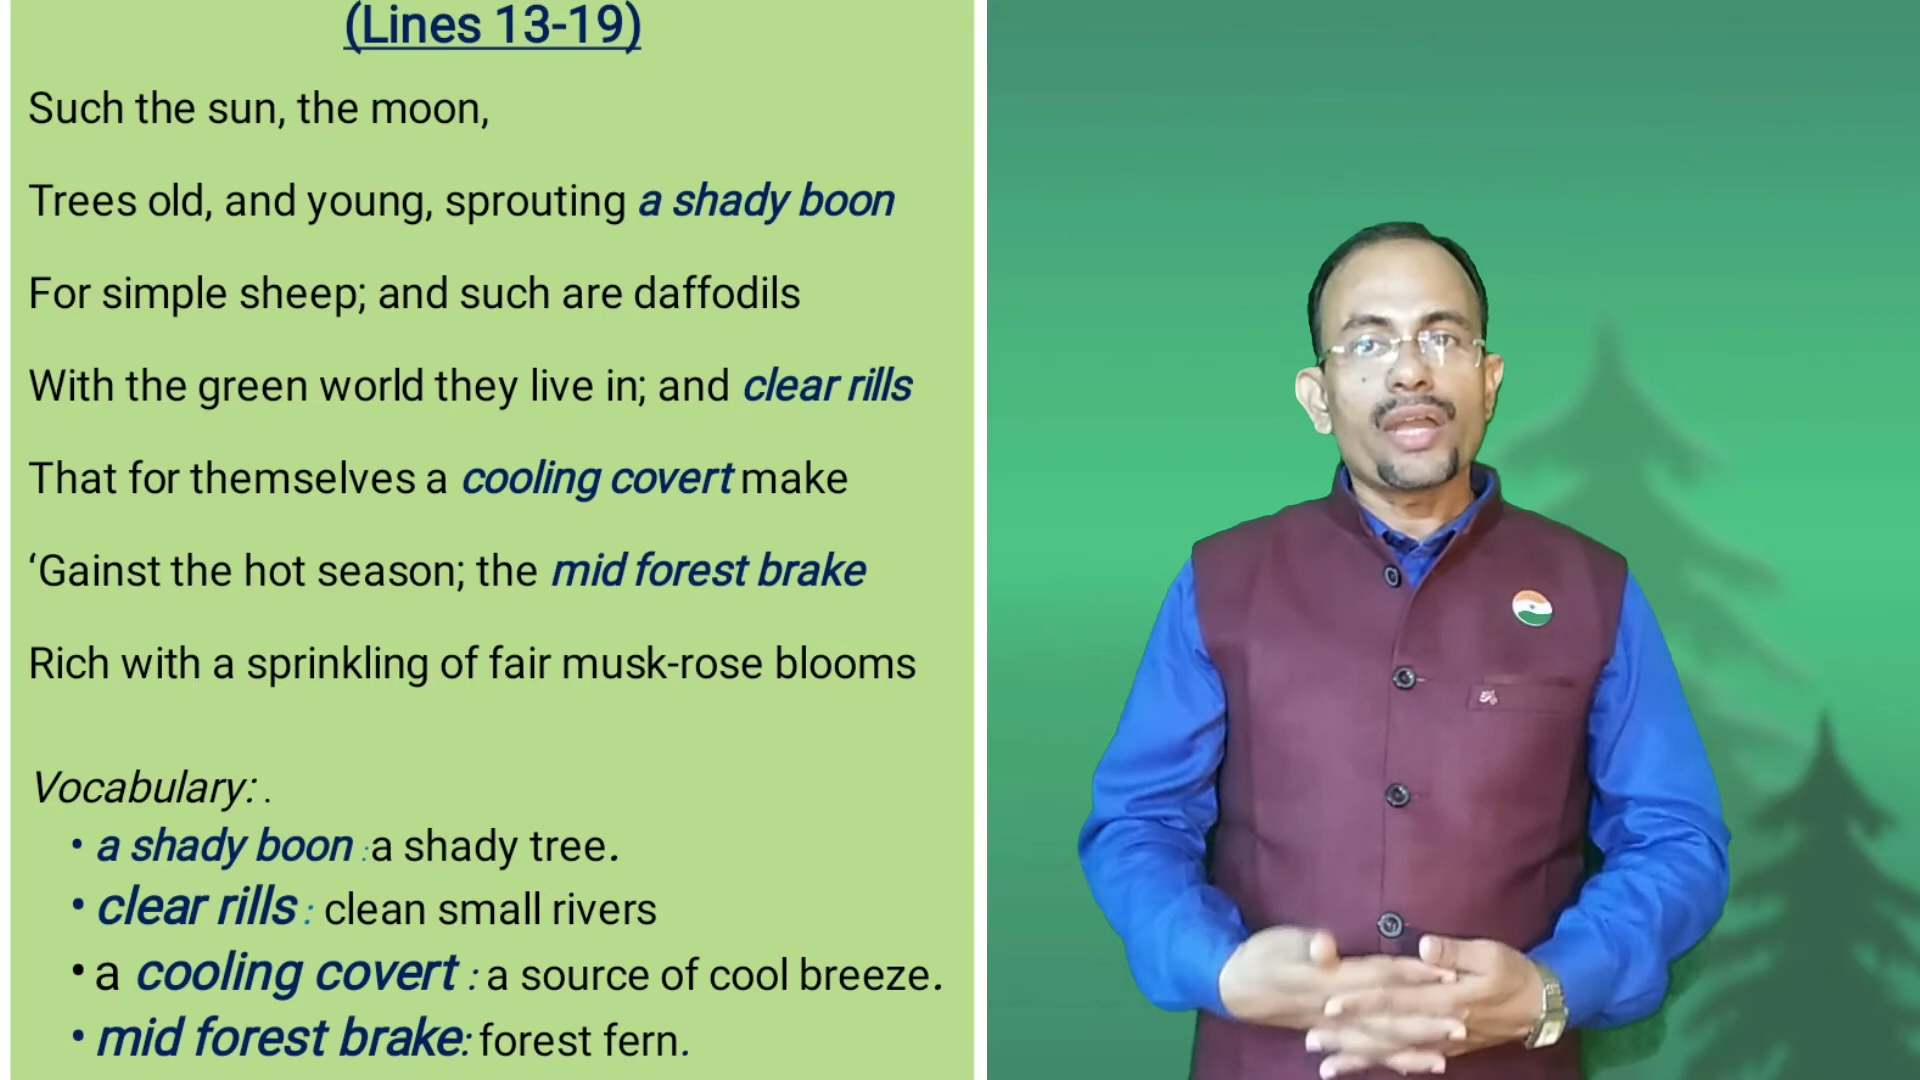 (Lines 13-19)
Such the sun, the moon,
Trees old, and young, sprouting a shady boon
For simple sheep; and such are daffodils
With the green world they live in; and clear rills
That for themselves a cooling covert make
‘Gainst the hot season; the mid forest brake
Rich with a sprinkling of fair musk-rose blooms
Vocabulary: .
• a shady boon :a shady tree.
• clear rills : clean small rivers
• a cooling covert : a source of cool breeze.
• mid forest brake: forest fern.